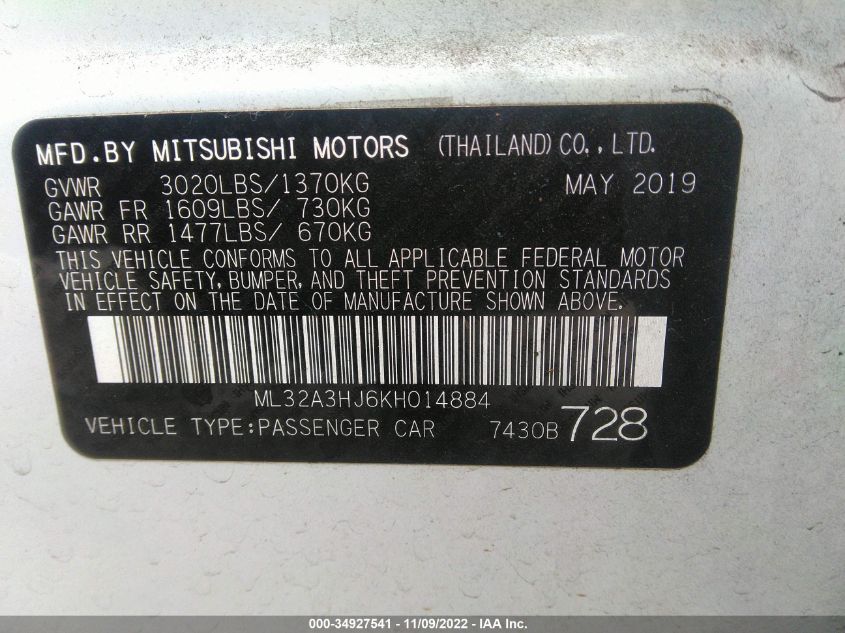 MFD.BY MITSUBISHI MOTORS (THAILAND) CO., LTD.
GVWR 3020LBS/1370KG MAY 2019
GAWR FR 1609LBS/ 730KG
GAWR RR 1477LBS/ 670KG
THIS VEHICLE CONFORMS TO ALL APPLICABLE FEDERAL MOTOR
VEHICLE SAFETY, BUMPER, AND THEFT PREVENTION STANDARDS
IN EFFECT ON THE DATE OF MANUFACTURE SHOWN ABOVE.
ML32A3HJ6KH014884
VEHICLE TYPE:PASSENGER CAR 7430B 728
000-34927541 - 11/09/2022 - IAA Inc.